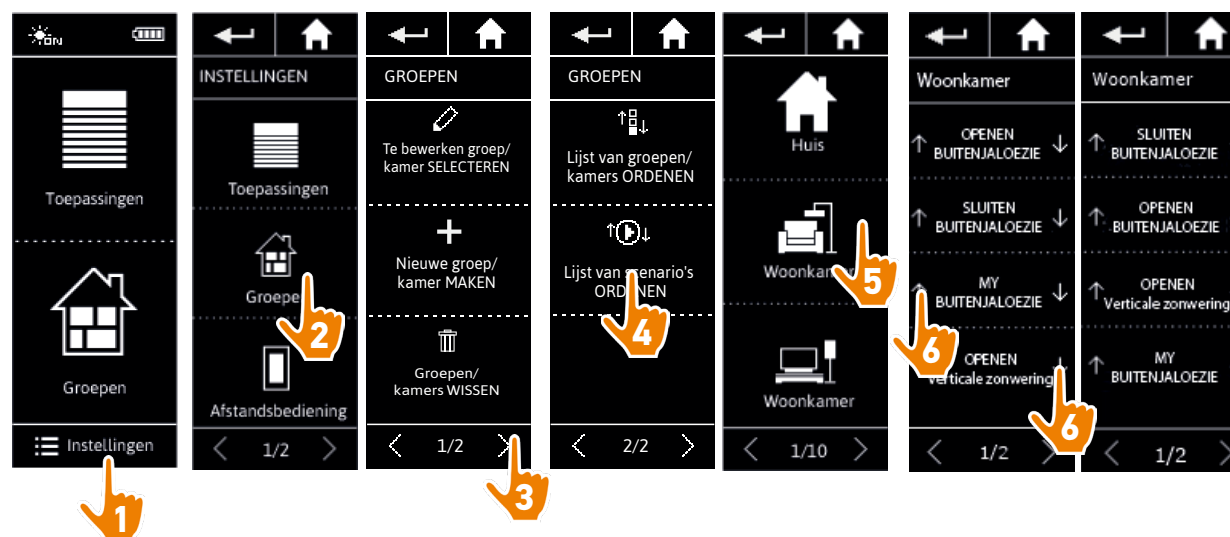 ON
Toepassingen
Groepen
Instellingen
1
INSTELLINGEN
Toepassingen
Groepen
2
Afstandsbediening
< 1/2 >
GROEPEN
Te bewerken groep/
kamer SELECTEREN
Nieuwe groep/
kamer MAKEN
Groepen/
kamers WISSEN
< 1/2 >
3
GROEPEN
Lijst van groepen/
kamers ORDENEN
Lijst van scenario's
ORDENEN
4
< 2/2 >
Huis
Woonkamer
5
Woonkamer
< 1/10 >
Woonkamer
↑ OPENEN ↓
BUITENJALOEZIE
↑ SLUITEN ↓
BUITENJALOEZIE
↑ MY ↓
BUITENJALOEZIE
6
OPENEN ↓
Verticale zonwering
6
< 1/2 >
Woonkamer
↑ SLUITEN
BUITENJALOEZIE
↑ OPENEN
BUITENJALOEZIE
↑ OPENEN
Verticale zonwering
↑ MY
BUITENJALOEZIE
< 1/2 >